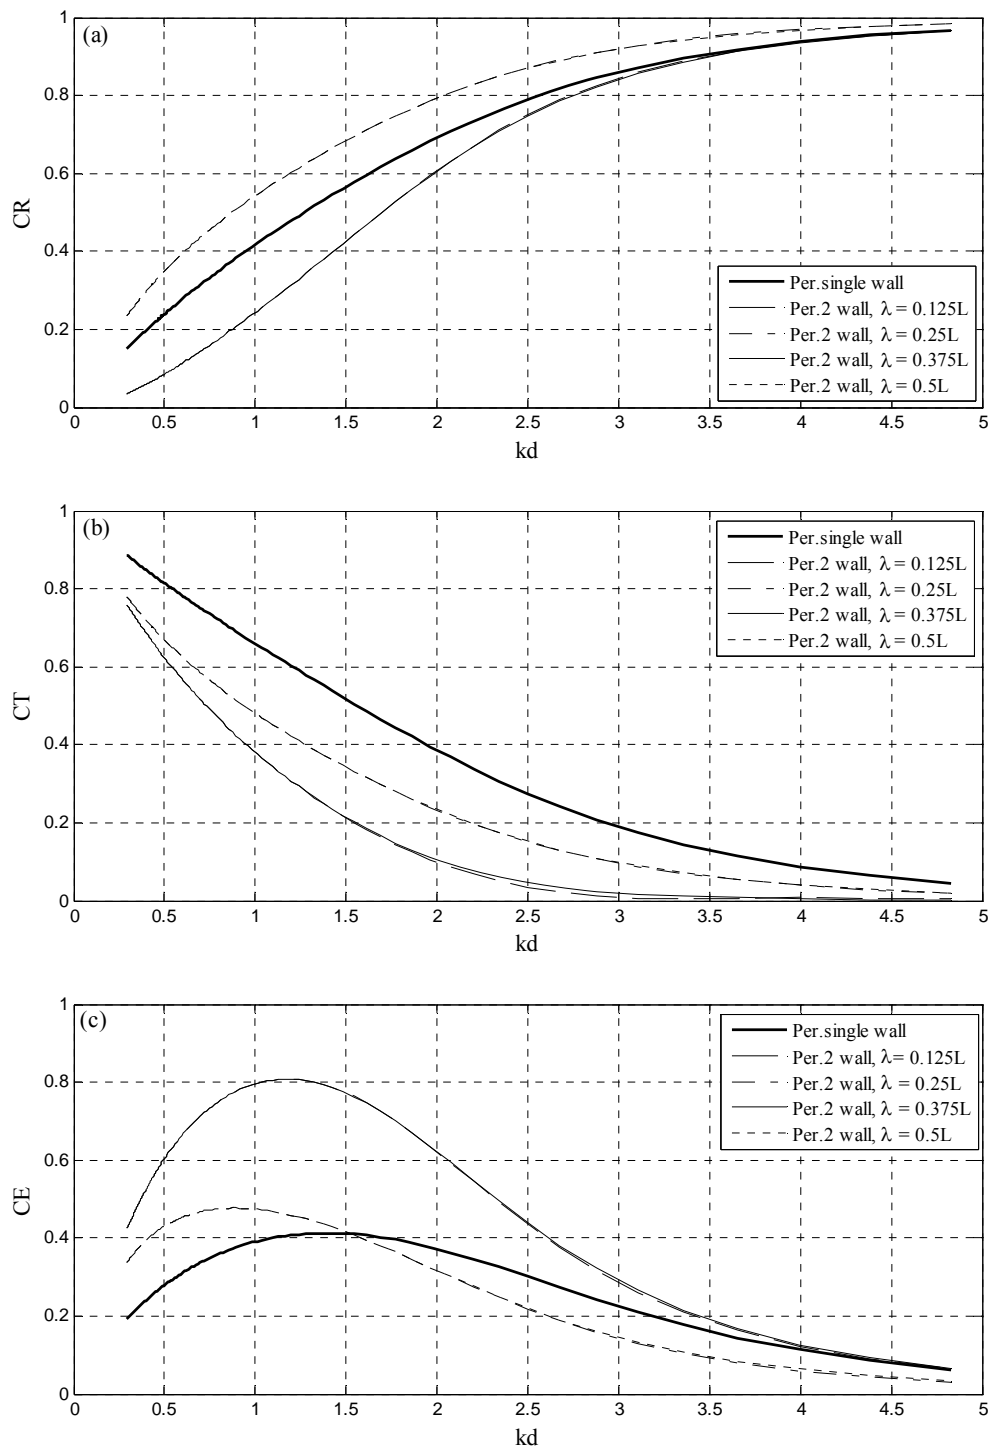 (a)
1
0.8
0.6
0.4
0.2
0
CR
Per.single wall
Per.2 wall, λ = 0.125L
Per.2 wall, λ = 0.25L
Per.2 wall, λ = 0.375L
Per.2 wall, λ = 0.5L
0 0.5 1 1.5 2 2.5 3 3.5 4 4.5 5
kd
(b)
1
0.8
0.6
0.4
0.2
0
CT
Per.single wall
Per.2 wall, λ = 0.125L
Per.2 wall, λ = 0.25L
Per.2 wall, λ = 0.375L
Per.2 wall, λ = 0.5L
0 0.5 1 1.5 2 2.5 3 3.5 4 4.5 5
kd
(c)
1
0.8
0.6
0.4
0.2
0
CE
Per.single wall
Per.2 wall, λ= 0.125L
Per.2 wall, λ = 0.25L
Per.2 wall, λ = 0.375L
Per.2 wall, λ = 0.5L
0 0.5 1 1.5 2 2.5 3 3.5 4 4.5 5
kd